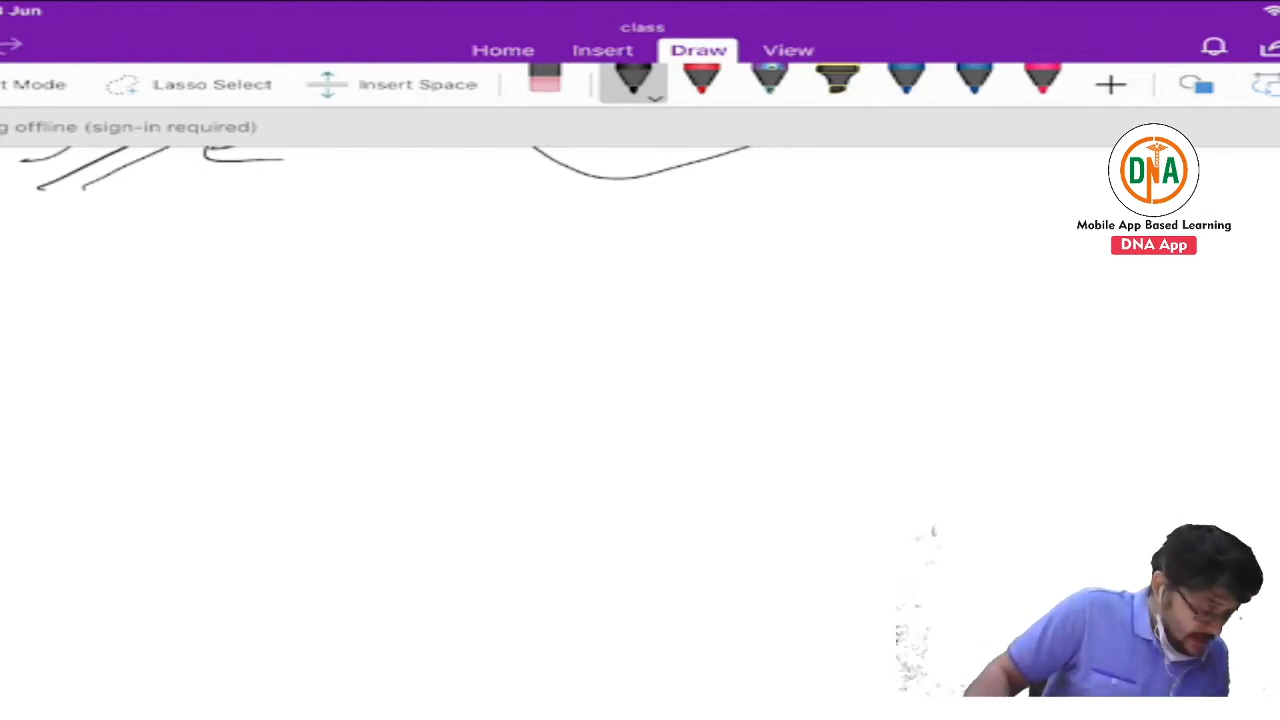 Jun
class
Home Insert Draw View
Mode Lasso Select Insert Space
offline (sign-in required)
DNA
Mobile App Based Learning
DNA App